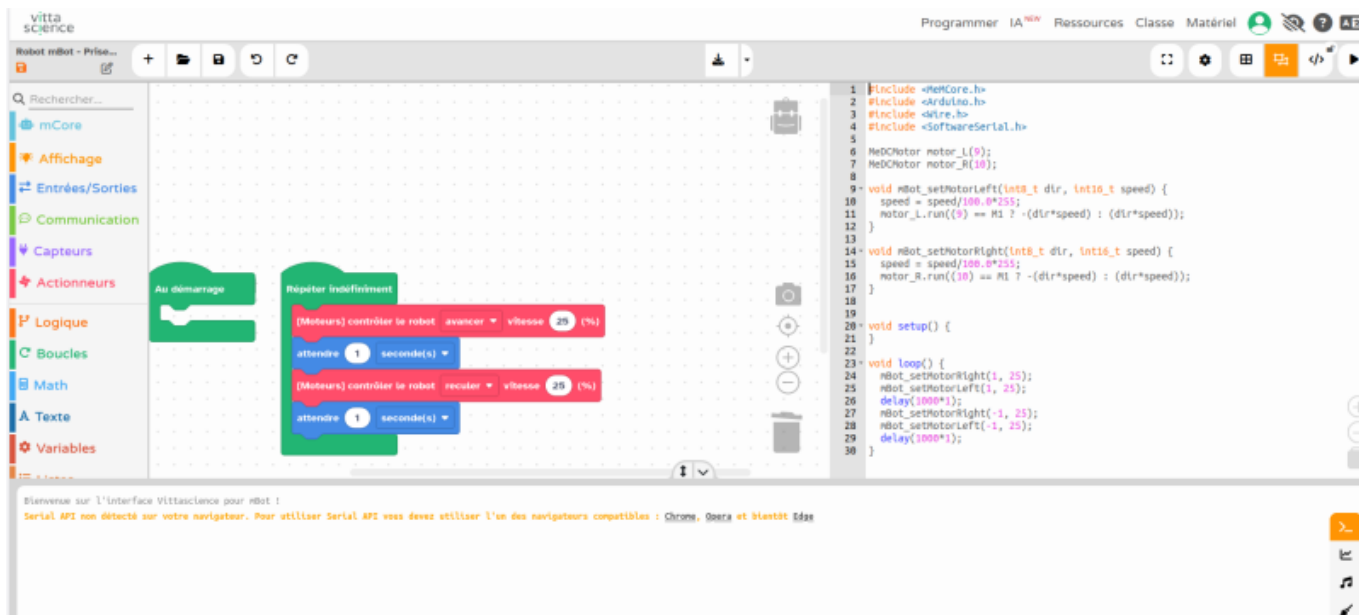 vitta
science
Programmer IA NEW Ressources Classe Matériel
Robot mBot - Prise...
Rechercher...
mCore
Affichage
Entrées/Sorties
Communication
Capteurs
Actionneurs
Logique
Boucles
Math
Texte
Variables
Au démarrage
Répéter indéfiniment
[Moteurs] contrôler le robot avancer vitesse 25 (%)
attendre 1 seconde(s)
[Moteurs] contrôler le robot reculer vitesse 25 (%)
attendre 1 seconde(s)
1 #include <MeMCore.h>
2 #include <Arduino.h>
3 #include <Wire.h>
4 #include <SoftwareSerial.h>
5
6 MeDCMotor motor_L(9);
7 MeDCMotor motor_R(10);
8
9 void mBot_setMotorLeft(int8_t dir, int16_t speed) {
10 speed = speed/100.0*255;
11 motor_L.run((9) == M1 ? -(dir*speed) : (dir*speed));
12 }
13
14 void mBot_setMotorRight(int8_t dir, int16_t speed) {
15 speed = speed/100.0*255;
16 motor_R.run((10) == M1 ? -(dir*speed) : (dir*speed));
17 }
18
19
20 void setup() {
21 }
22
23 void loop() {
24 mBot_setMotorRight(1, 25);
25 mBot_setMotorLeft(1, 25);
26 delay(1000*1);
27 mBot_setMotorRight(-1, 25);
28 mBot_setMotorLeft(-1, 25);
29 delay(1000*1);
30 }
Bienvenue sur l'interface Vittascience pour mBot !
Serial API non détecté sur votre navigateur. Pour utiliser Serial API vous devez utiliser l'un des navigateurs compatibles : Chrome, Opera et bientôt Edge